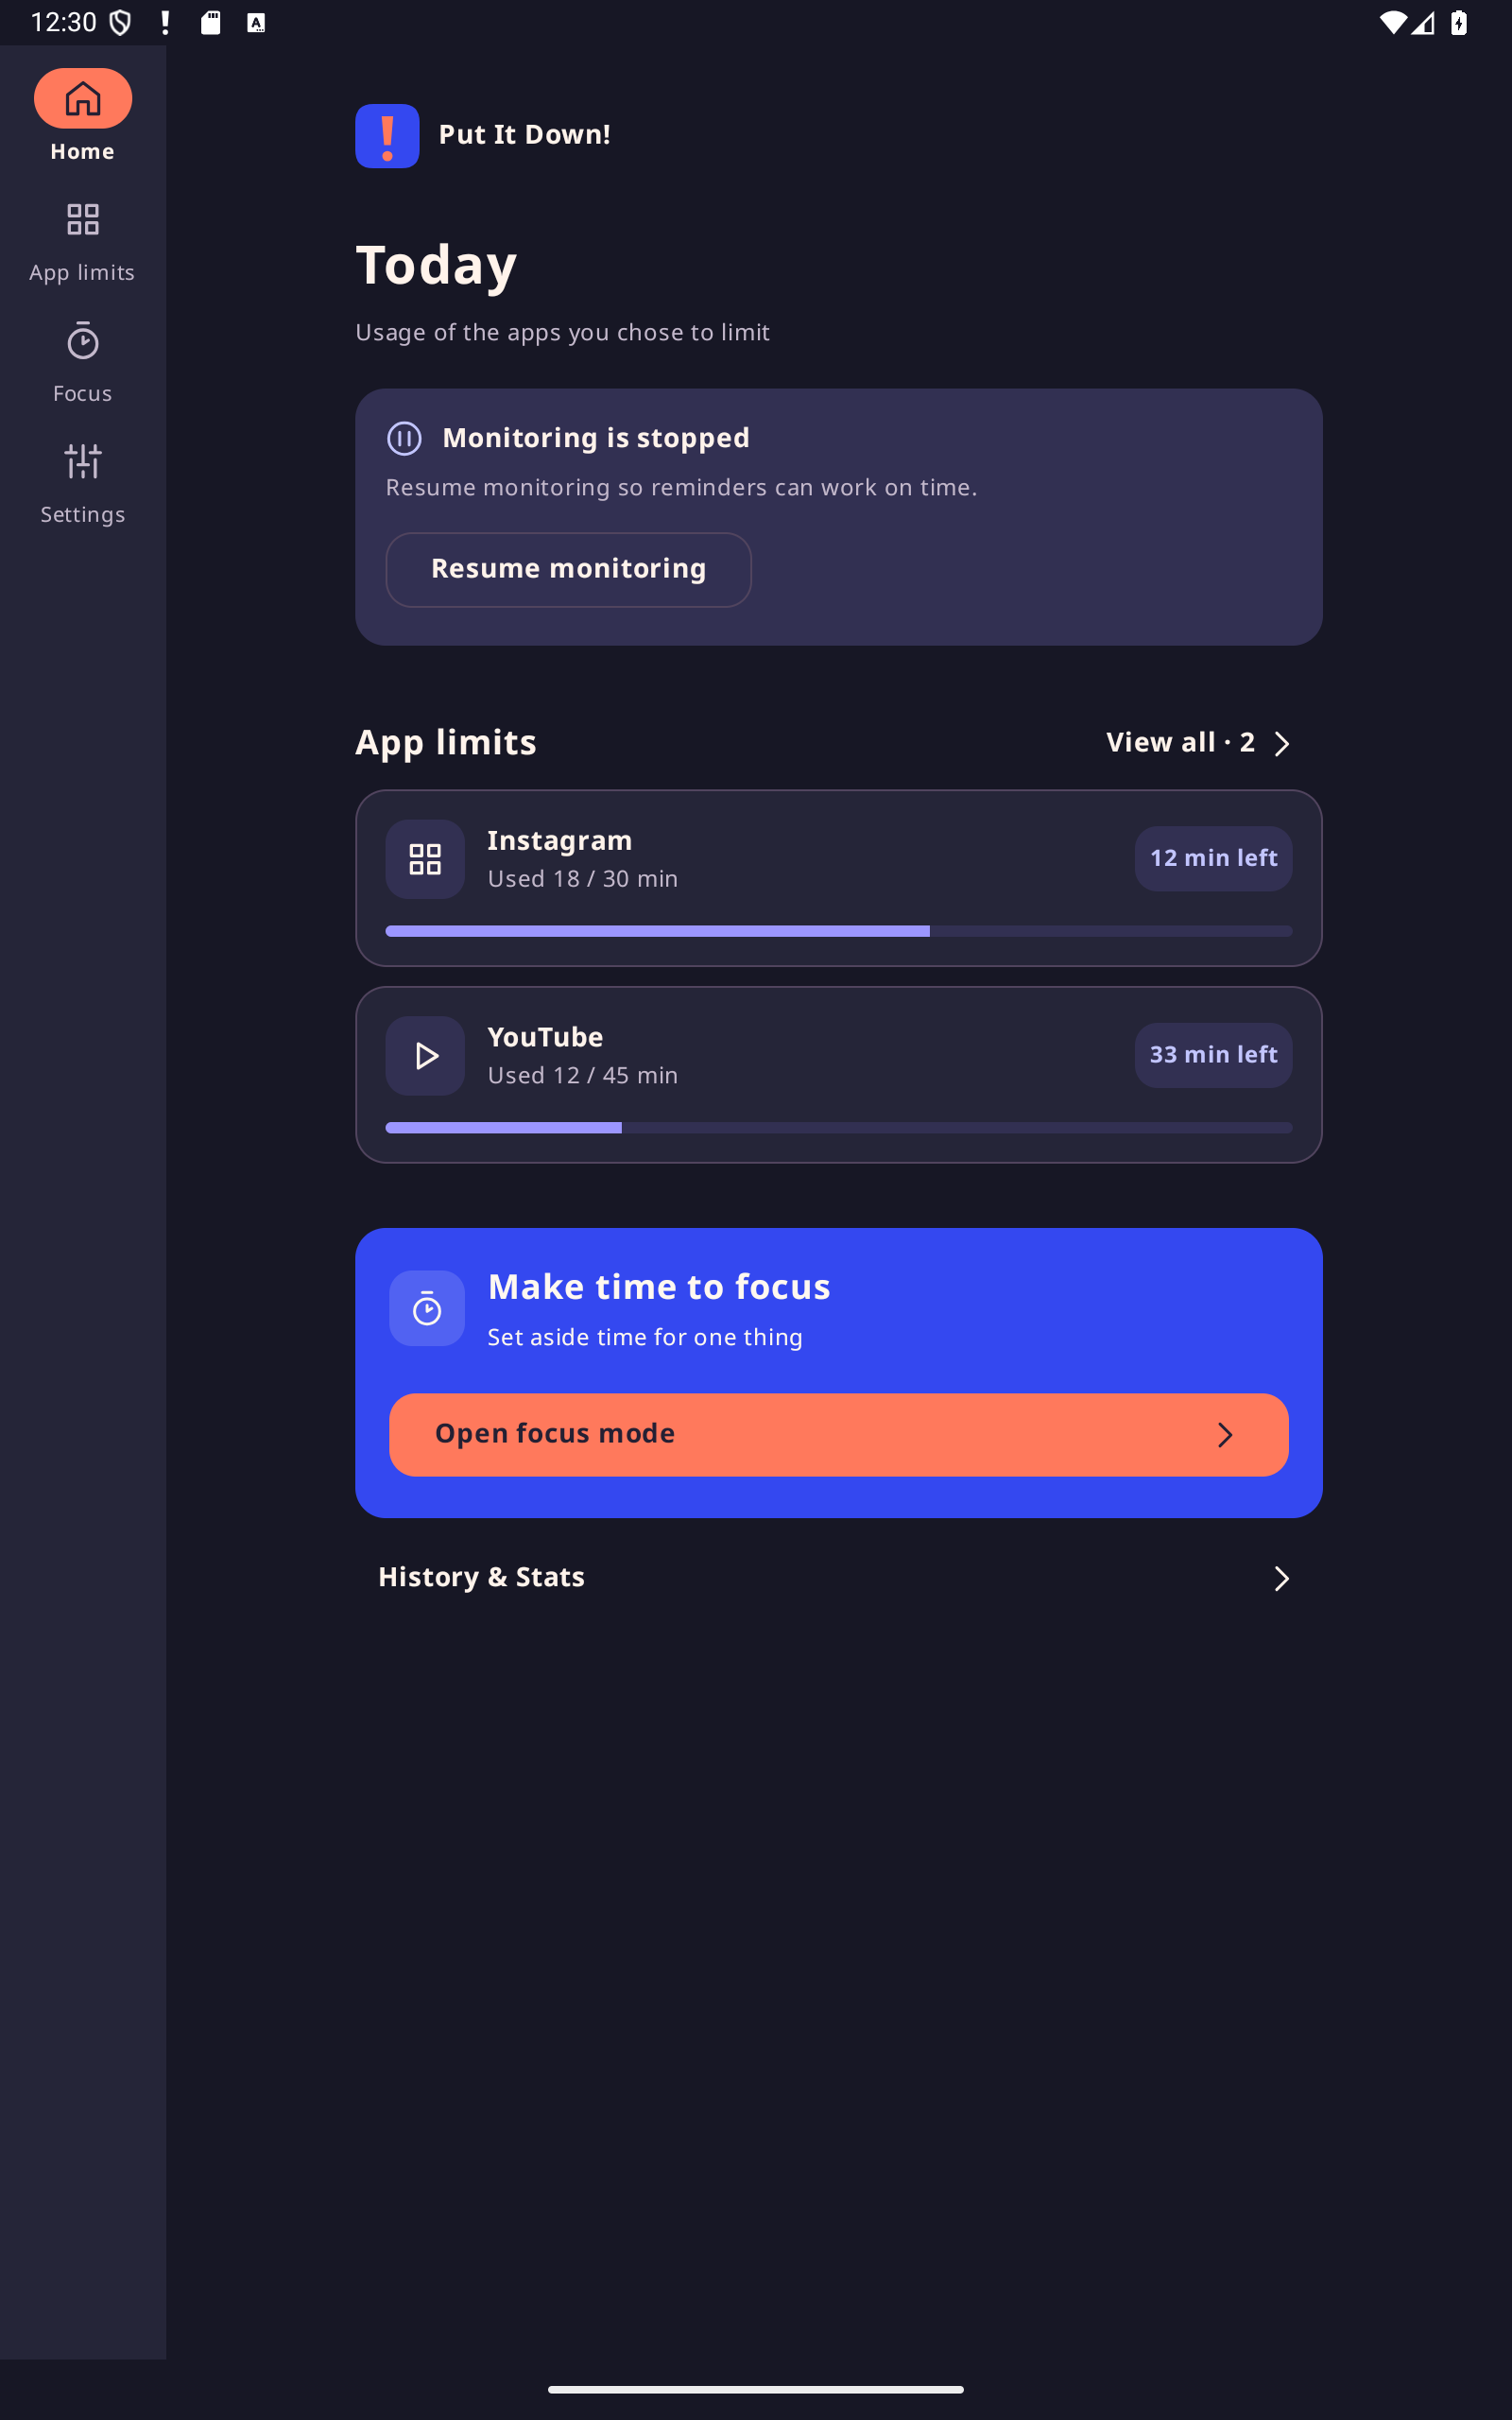 12:30
Home
App limits
Focus
Settings
Put It Down!
Today
Usage of the apps you chose to limit
Monitoring is stopped
Resume monitoring so reminders can work on time.
Resume monitoring
App limits
View all · 2
Instagram
Used 18 / 30 min
12 min left
YouTube
Used 12 / 45 min
33 min left
Make time to focus
Set aside time for one thing
Open focus mode
History & Stats